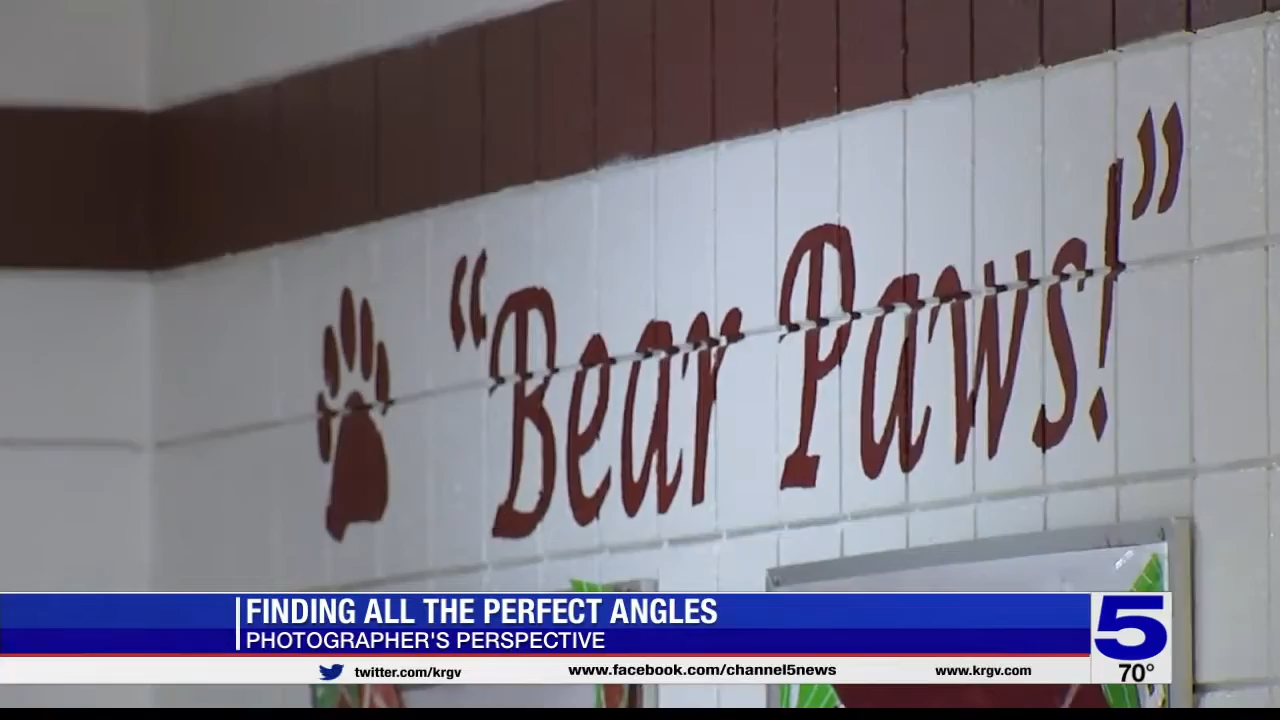 “Bear Paws!”
FINDING ALL THE PERFECT ANGLES
PHOTOGRAPHER'S PERSPECTIVE
5
twitter.com/krgv
www.facebook.com/channel5news
www.krgv.com
70°